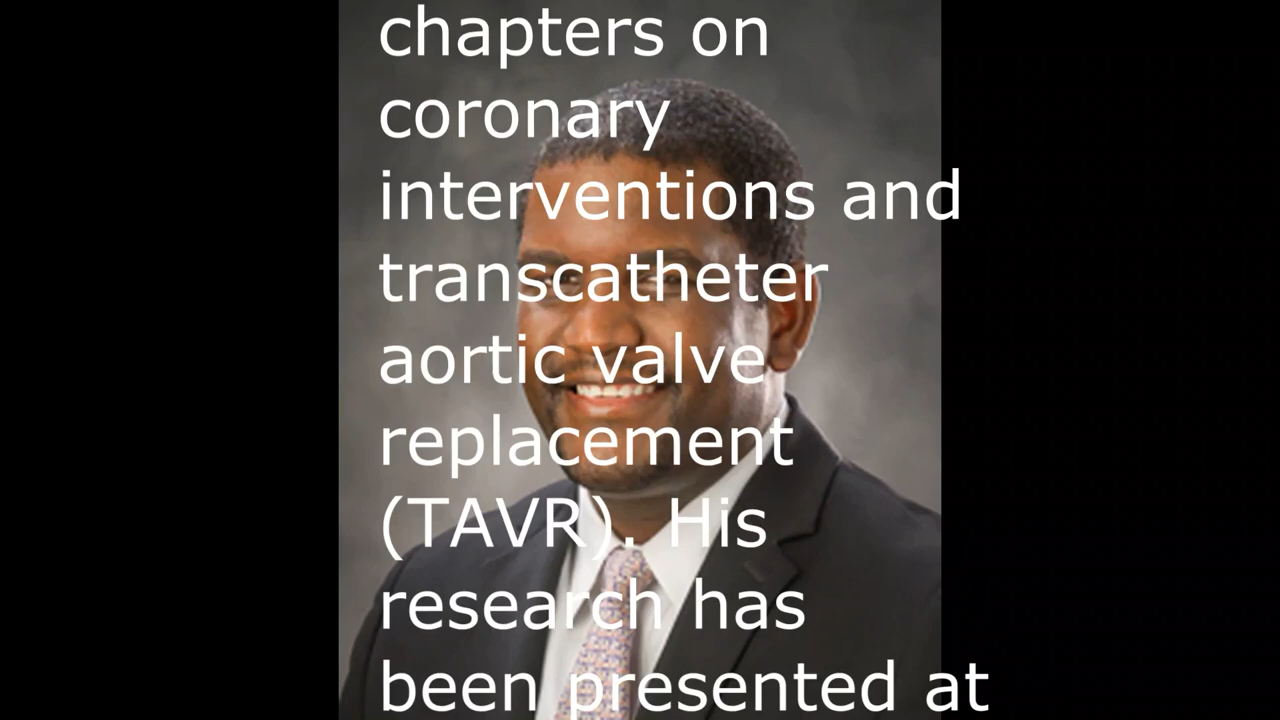 chapters on
coronary
interventions and
transcatheter
aortic valve
replacement
(TAVR). His
research has
been presented at